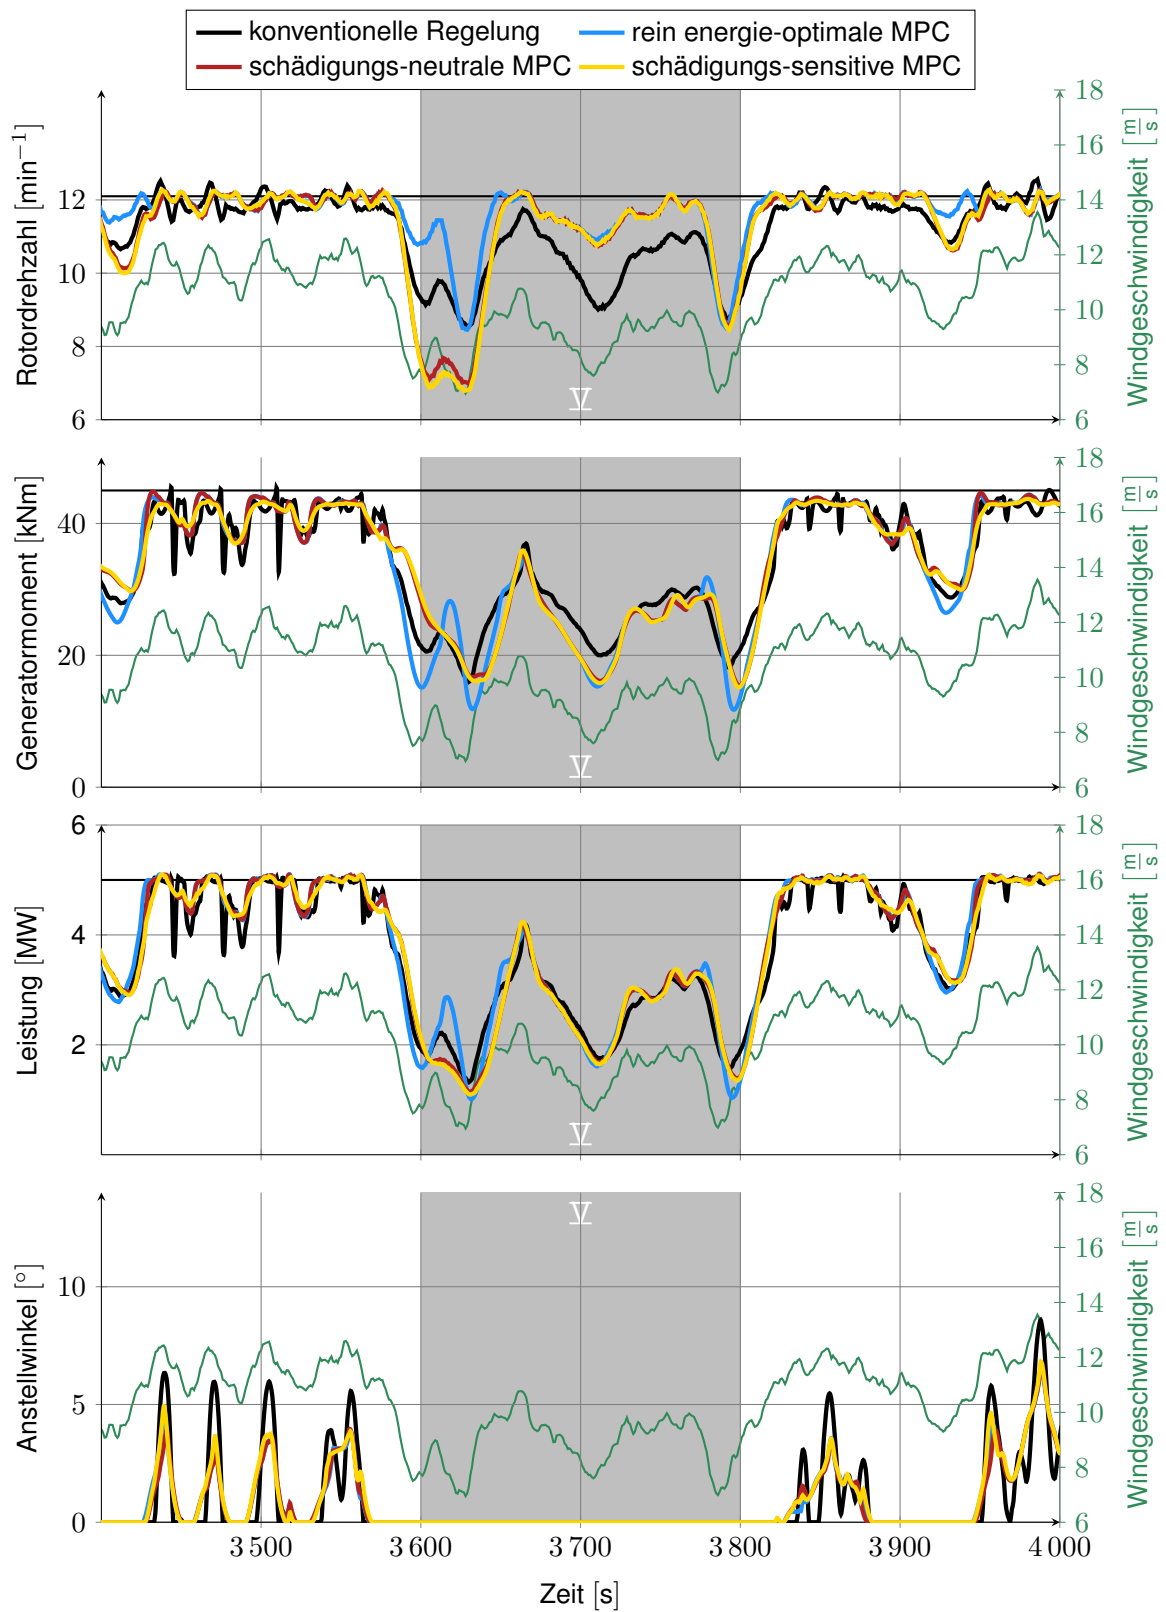 konventionelle Regelung rein energie-optimale MPC
schädigungs-neutrale MPC schädigungs-sensitive MPC
Rotordrehzahl [min⁻¹]
12
10
8
6
V
18
16
14
12
10
8
6
Windgeschwindigkeit [m/s]
Generatormoment [kNm]
40
20
0
V
18
16
14
12
10
8
6
Windgeschwindigkeit [m/s]
Leistung [MW]
6
4
2
V
18
16
14
12
10
8
6
Windgeschwindigkeit [m/s]
Anstellwinkel [°]
10
5
0
V
18
16
14
12
10
8
6
Windgeschwindigkeit [m/s]
3 500 3 600 3 700 3 800 3 900 4 000
Zeit [s]